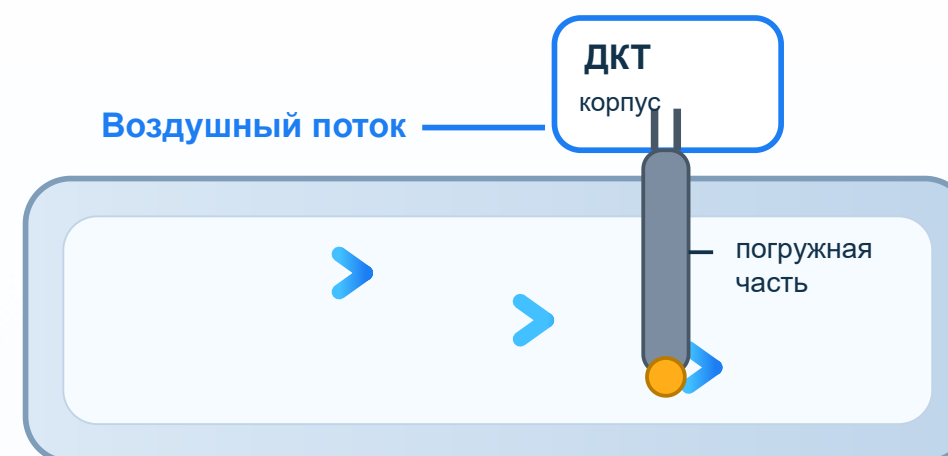 ДКТ
корпус
Воздушный поток
погружная
часть